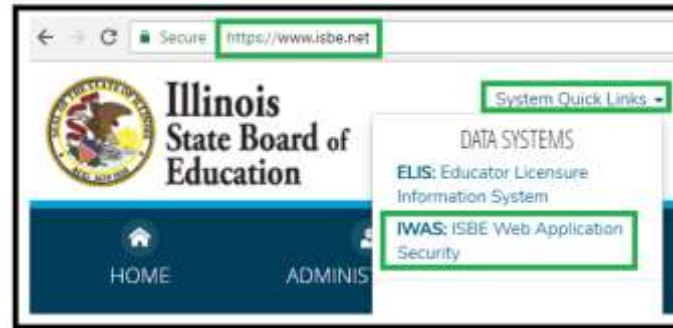 Secure https://www.isbe.net
Illinois
State Board of
Education
System Quick Links
DATA SYSTEMS
ELIS: Educator Licensure
Information System
IWAS: ISBE Web Application
Security
HOME
ADMINIS